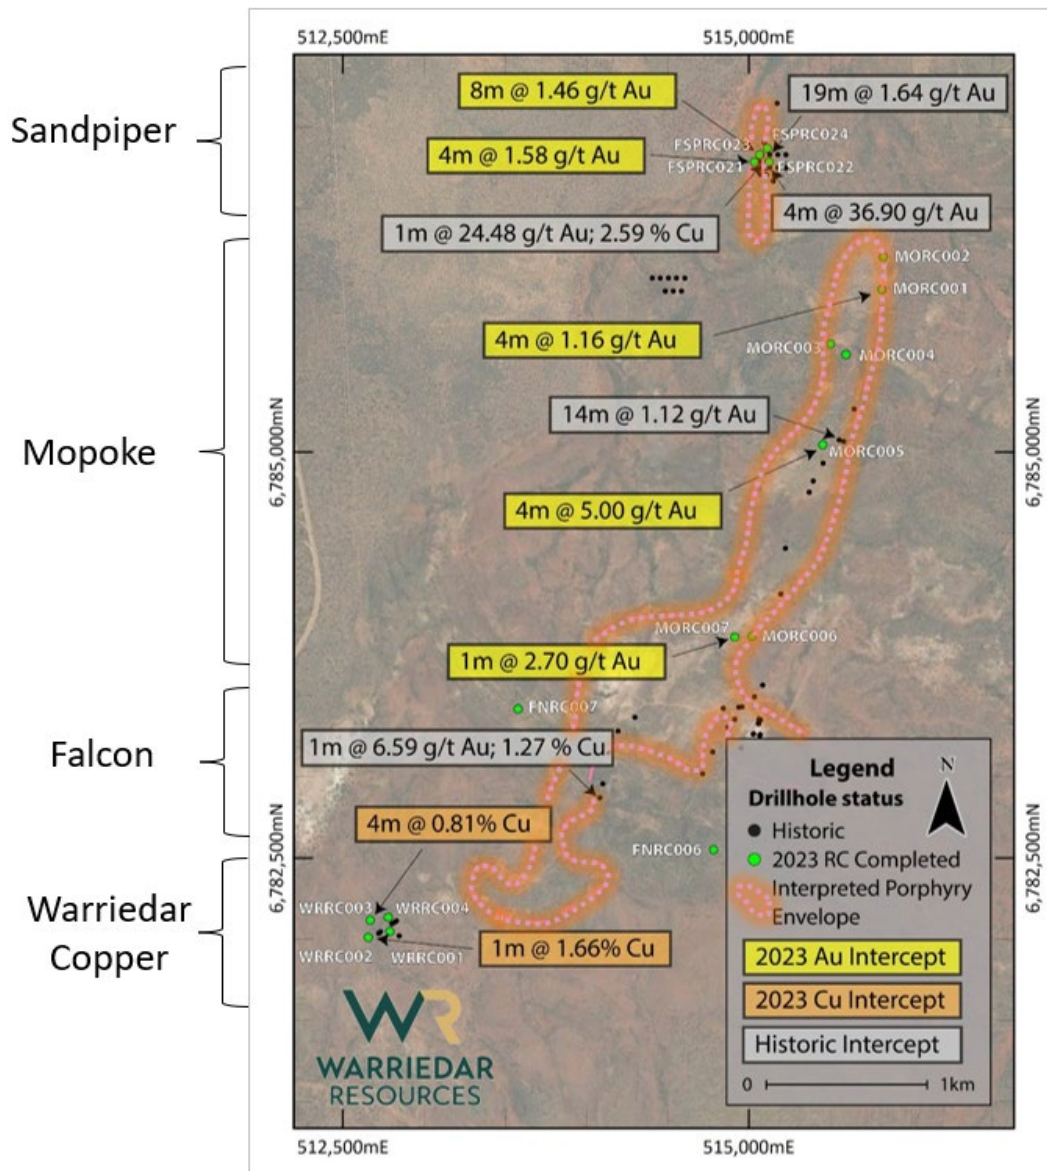 512,500mE
515,000mE
Sandpiper
8m @ 1.46 g/t Au
19m @ 1.64 g/t Au
FSPRC024
FSPRC023
4m @ 1.58 g/t Au
FSPRC021
FSPRC022
4m @ 36.90 g/t Au
1m @ 24.48 g/t Au; 2.59 % Cu
MORC002
MORC001
4m @ 1.16 g/t Au
MORC003
MORC004
14m @ 1.12 g/t Au
Mopoke
6,785,000mN
6,785,000mN
MORC005
4m @ 5.00 g/t Au
MORC007
MORC006
1m @ 2.70 g/t Au
FNRC007
Falcon
1m @ 6.59 g/t Au; 1.27 % Cu
4m @ 0.81% Cu
FNRC006
6,782,500mN
6,782,500mN
Warriedar
Copper
WRRC003
WRRC004
WRRC002
WRRC001
1m @ 1.66% Cu
WR
WARRIEDAR
RESOURCES
Legend
N
Drillhole status
Historic
2023 RC Completed
Interpreted Porphyry
Envelope
2023 Au Intercept
2023 Cu Intercept
Historic Intercept
0
1km
512,500mE
515,000mE